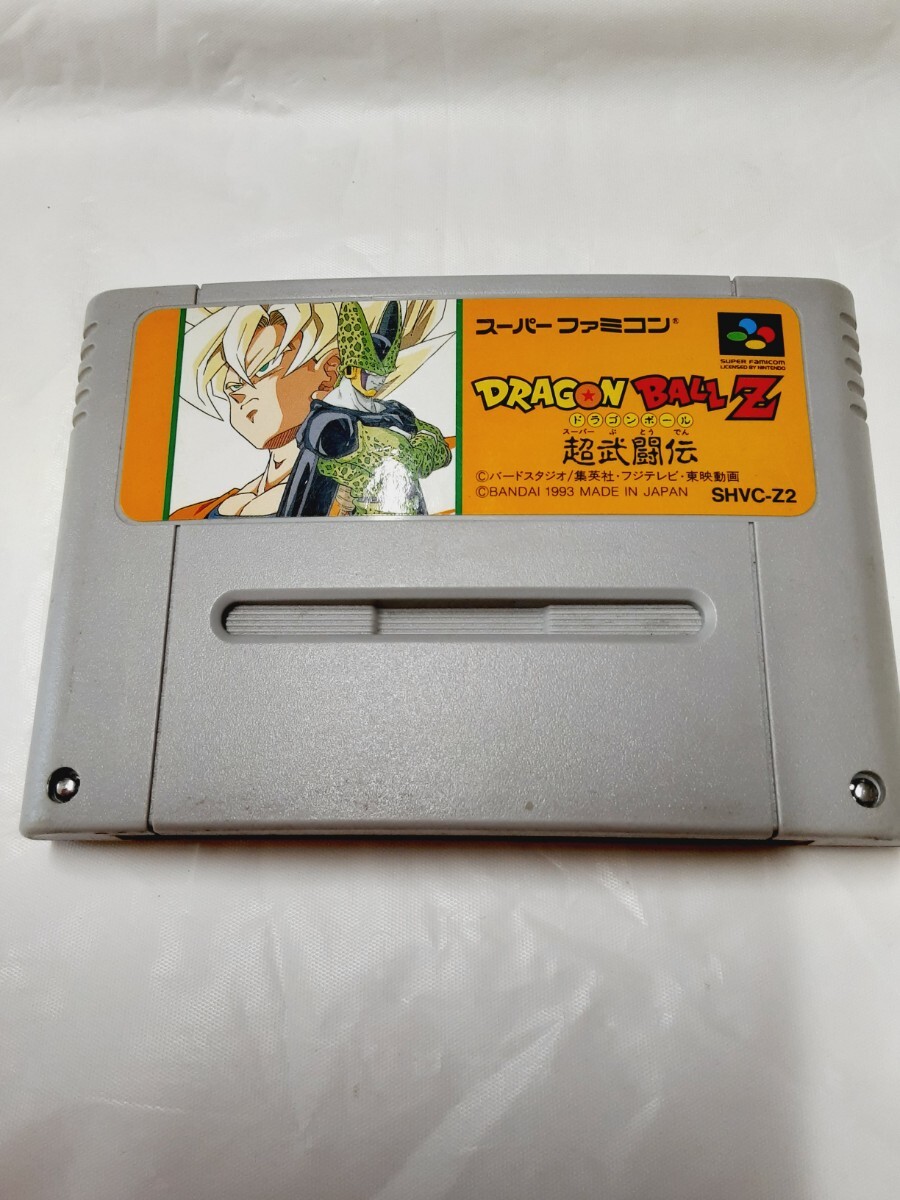 スーパーファミコン®
SUPER FAMICOM
LICENSED BY NINTENDO
DRAGON BALL Z
ドラゴンボール
スーパー ぶ とう でん
超武闘伝
©バードスタジオ/集英社・フジテレビ・東映動画
©BANDAI 1993 MADE IN JAPAN SHVC-Z2